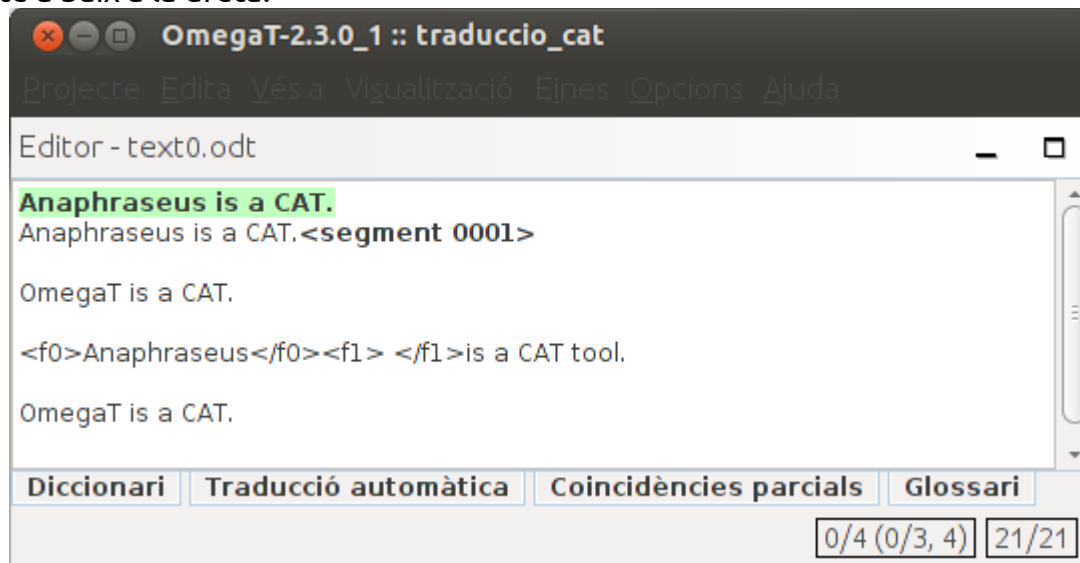 OmegaT-2.3.0_1 :: traduccio_cat
Projecte Edita Vés a Visualització Eines Opcions Ajuda
Editor - text0.odt
Anaphraseus is a CAT.
Anaphraseus is a CAT.<segment 0001>
OmegaT is a CAT.
<f0>Anaphraseus</f0><f1> </f1>is a CAT tool.
OmegaT is a CAT.
Diccionari Traducció automàtica Coincidències parcials Glossari
0/4 (0/3, 4) 21/21